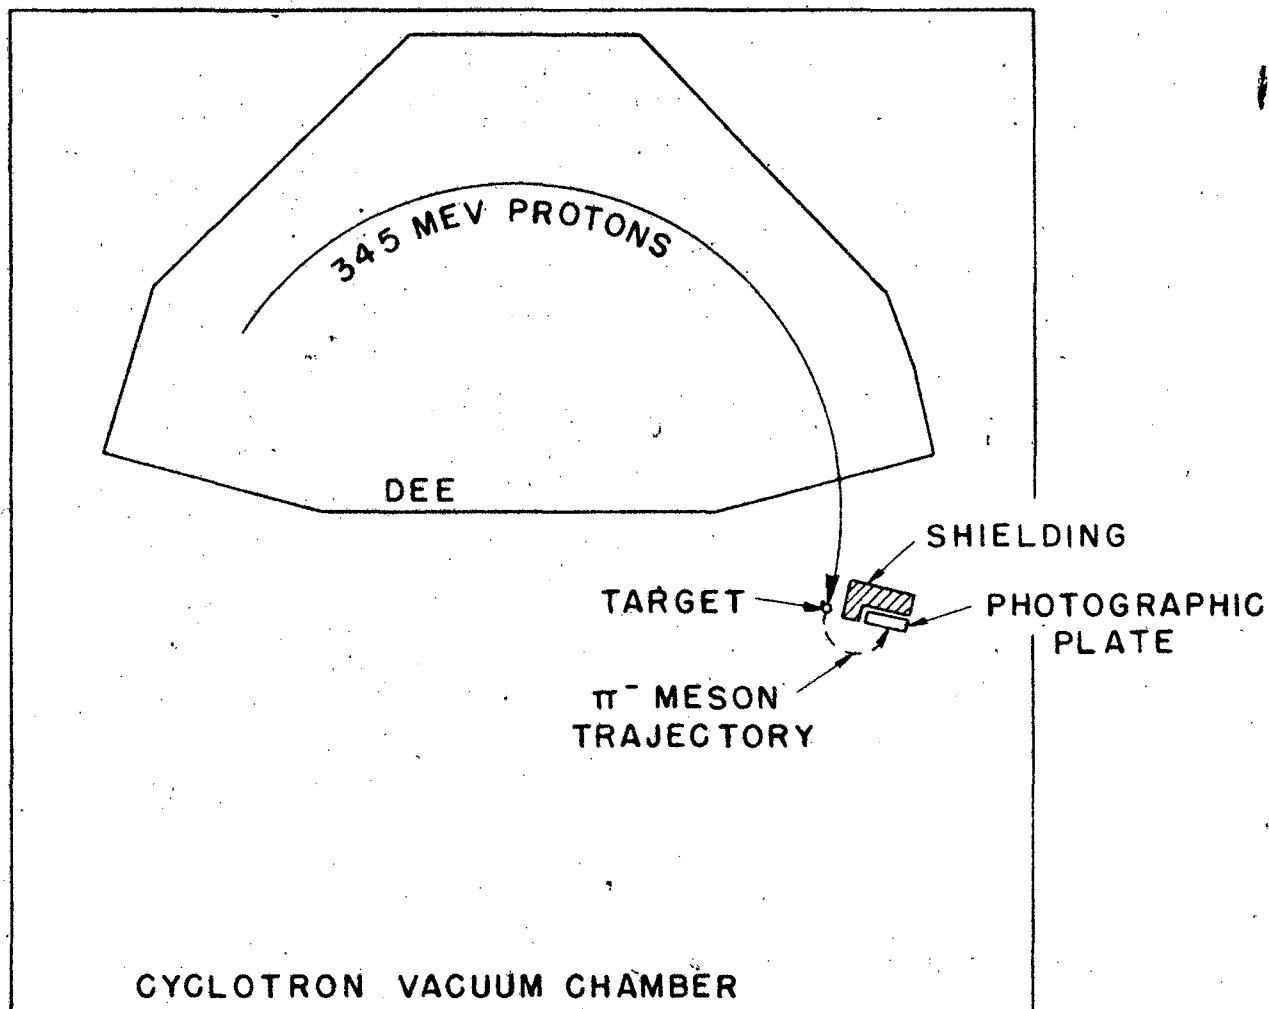 345 MEV PROTONS
DEE
SHIELDING
TARGET
PHOTOGRAPHIC
PLATE
π⁻ MESON
TRAJECTORY
CYCLOTRON VACUUM CHAMBER